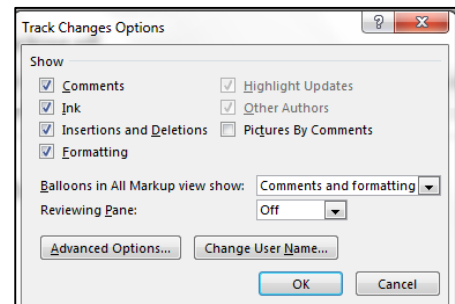 Track Changes Options
Show
Comments Highlight Updates
Ink Other Authors
Insertions and Deletions Pictures By Comments
Formatting
Balloons in All Markup view show: Comments and formatting
Reviewing Pane: Off
Advanced Options... Change User Name...
OK Cancel